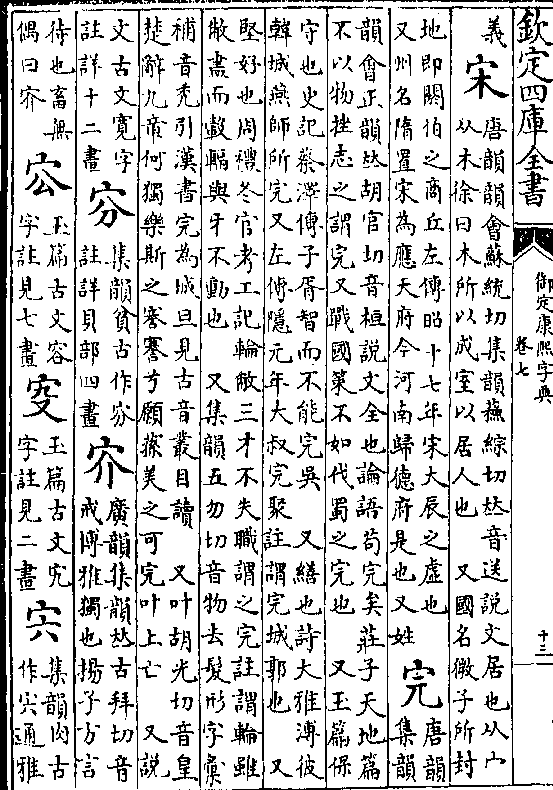 欽定四庫全書
御定康熙字典
卷七
十三
義
宋
唐韻韻會蘇統切集韻蘇綜切𠀤音送說文居也从宀
从木徐曰木所以成室以居人也 又國名微子所封
地即閼伯之商丘左傳昭十七年宋大辰之虛也
又州名隋置宋為應天府今河南歸德府是也又姓
完
唐韻
集韻
韻會正韻𠀤胡官切音桓說文全也論語苟完矣 莊子天地篇
不以物挫志之謂完又戰國策不如伐蜀之完也 又玉篇保
守也史記蔡澤傳子胥智而不能完吳 又繕也詩大雅溥彼
韓城燕師所完又左傳隱元年大叔完聚註謂完城郭也 又
堅好也周禮冬官考工記輪敝三才不失職謂之完註謂輪雖
敝盡而轂輻與牙不動也 又集韻五勿切音物去髮形字彙
補音禿引漢書完為城旦見古音叢目讀 又叶胡光切音皇
楚辭九章何獨樂斯之謇謇兮願蓀美之可完叶上亡 又說
文古文寬字
註詳十二畫
集韻貧古作
註詳貝部四畫
㝏
廣韻集韻𠀤古拜切音
戒博雅獨也揚子方言
待也畜無
偶曰㝏
㝐
玉篇古文容
字註見七畫
玉篇古文究
字註見二畫
宍
集韻肉古
作宍通雅